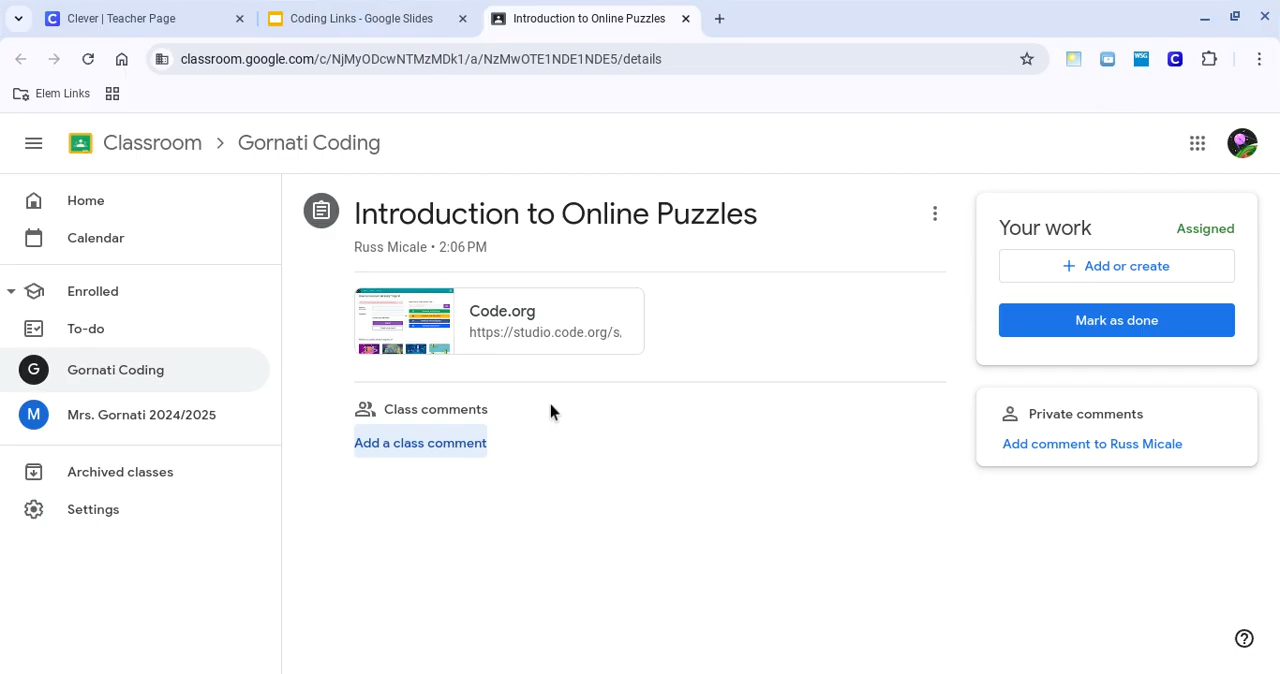 Clever | Teacher Page
Coding Links - Google Slides
Introduction to Online Puzzles
classroom.google.com/c/NjMyODcwNTMzMDk1/a/NzMwOTE1NDE1NDE5/details
WSG
C
Elem Links
Classroom > Gornati Coding
Home
Calendar
Enrolled
To-do
G Gornati Coding
M Mrs. Gornati 2024/2025
Archived classes
Settings
Introduction to Online Puzzles
Russ Micale • 2:06 PM
Code.org
https://studio.code.org/s.
Class comments
Add a class comment
Your work Assigned
+ Add or create
Mark as done
Private comments
Add comment to Russ Micale